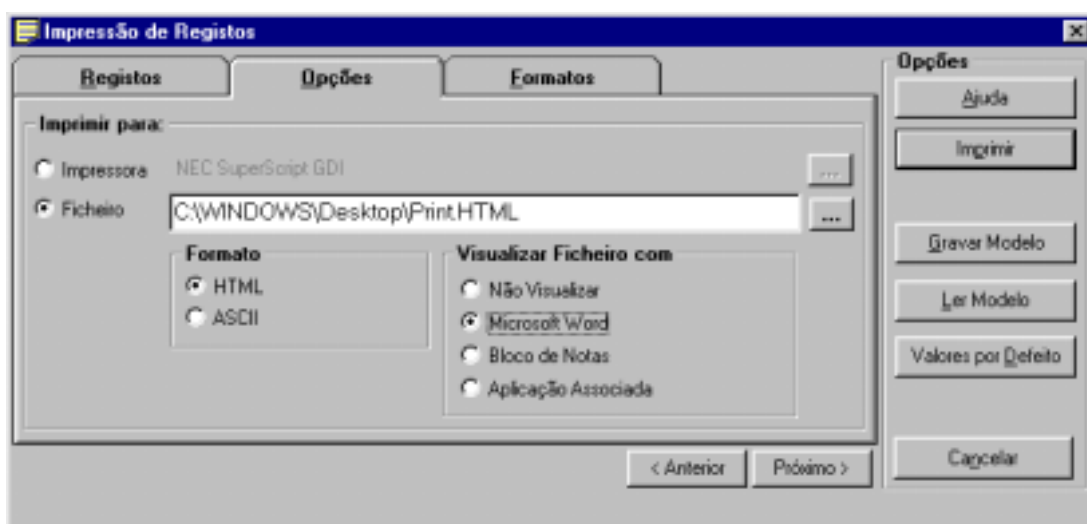 Impressão de Registos
Registos
Opções
Formatos
Imprimir para:
Impressora NEC SuperScript GDI ...
Ficheiro C:\WINDOWS\Desktop\Print.HTML ...
Formato
HTML
ASCII
Visualizar Ficheiro com
Não Visualizar
Microsoft Word
Bloco de Notas
Aplicação Associada
< Anterior
Próximo >
Opções
Ajuda
Imprimir
Gravar Modelo
Ler Modelo
Valores por Defeito
Cancelar